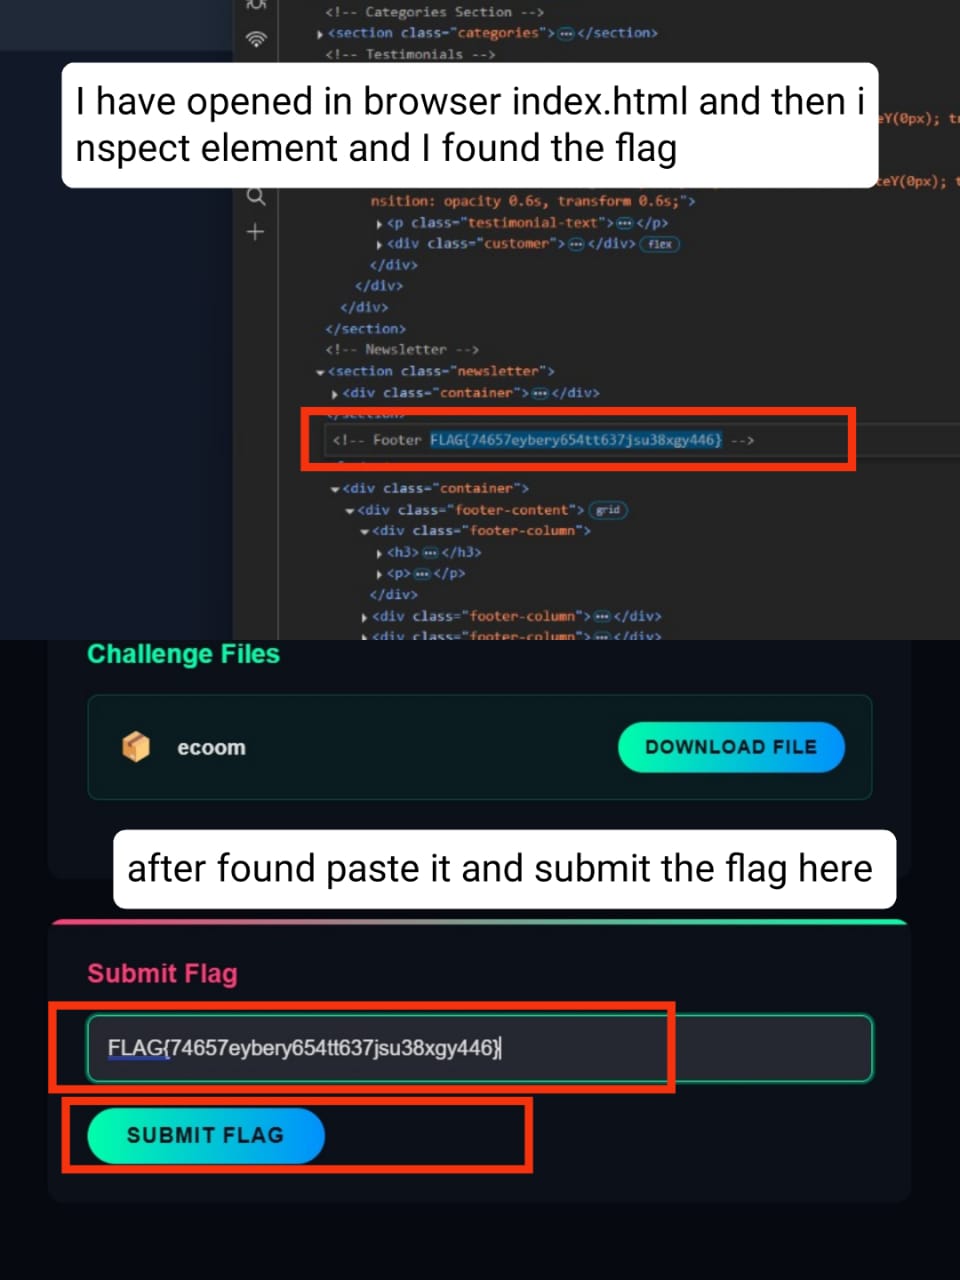 <!-- Categories Section -->
<section class="categories">…</section>
<!-- Testimonials -->
I have opened in browser index.html and then i
nspect element and I found the flag
eY(0px);
ceY(0px);
nsition: opacity 0.6s, transform 0.6s;">
<p class="testimonial-text">…</p>
<div class="customer">…</div> flex
</div>
</div>
</div>
</section>
<!-- Newsletter -->
<section class="newsletter">
<div class="container">…</div>
</section>
<!-- Footer FLAG{74657eybery654tt637jsu38xgy446} -->
<div class="container">
<div class="footer-content"> grid
<div class="footer-column">
<h3>…</h3>
<p>…</p>
</div>
<div class="footer-column">…</div>
<div class="footer-column">…</div>
Challenge Files
ecoom
DOWNLOAD FILE
after found paste it and submit the flag here
Submit Flag
FLAG{74657eybery654tt637jsu38xgy446}
SUBMIT FLAG